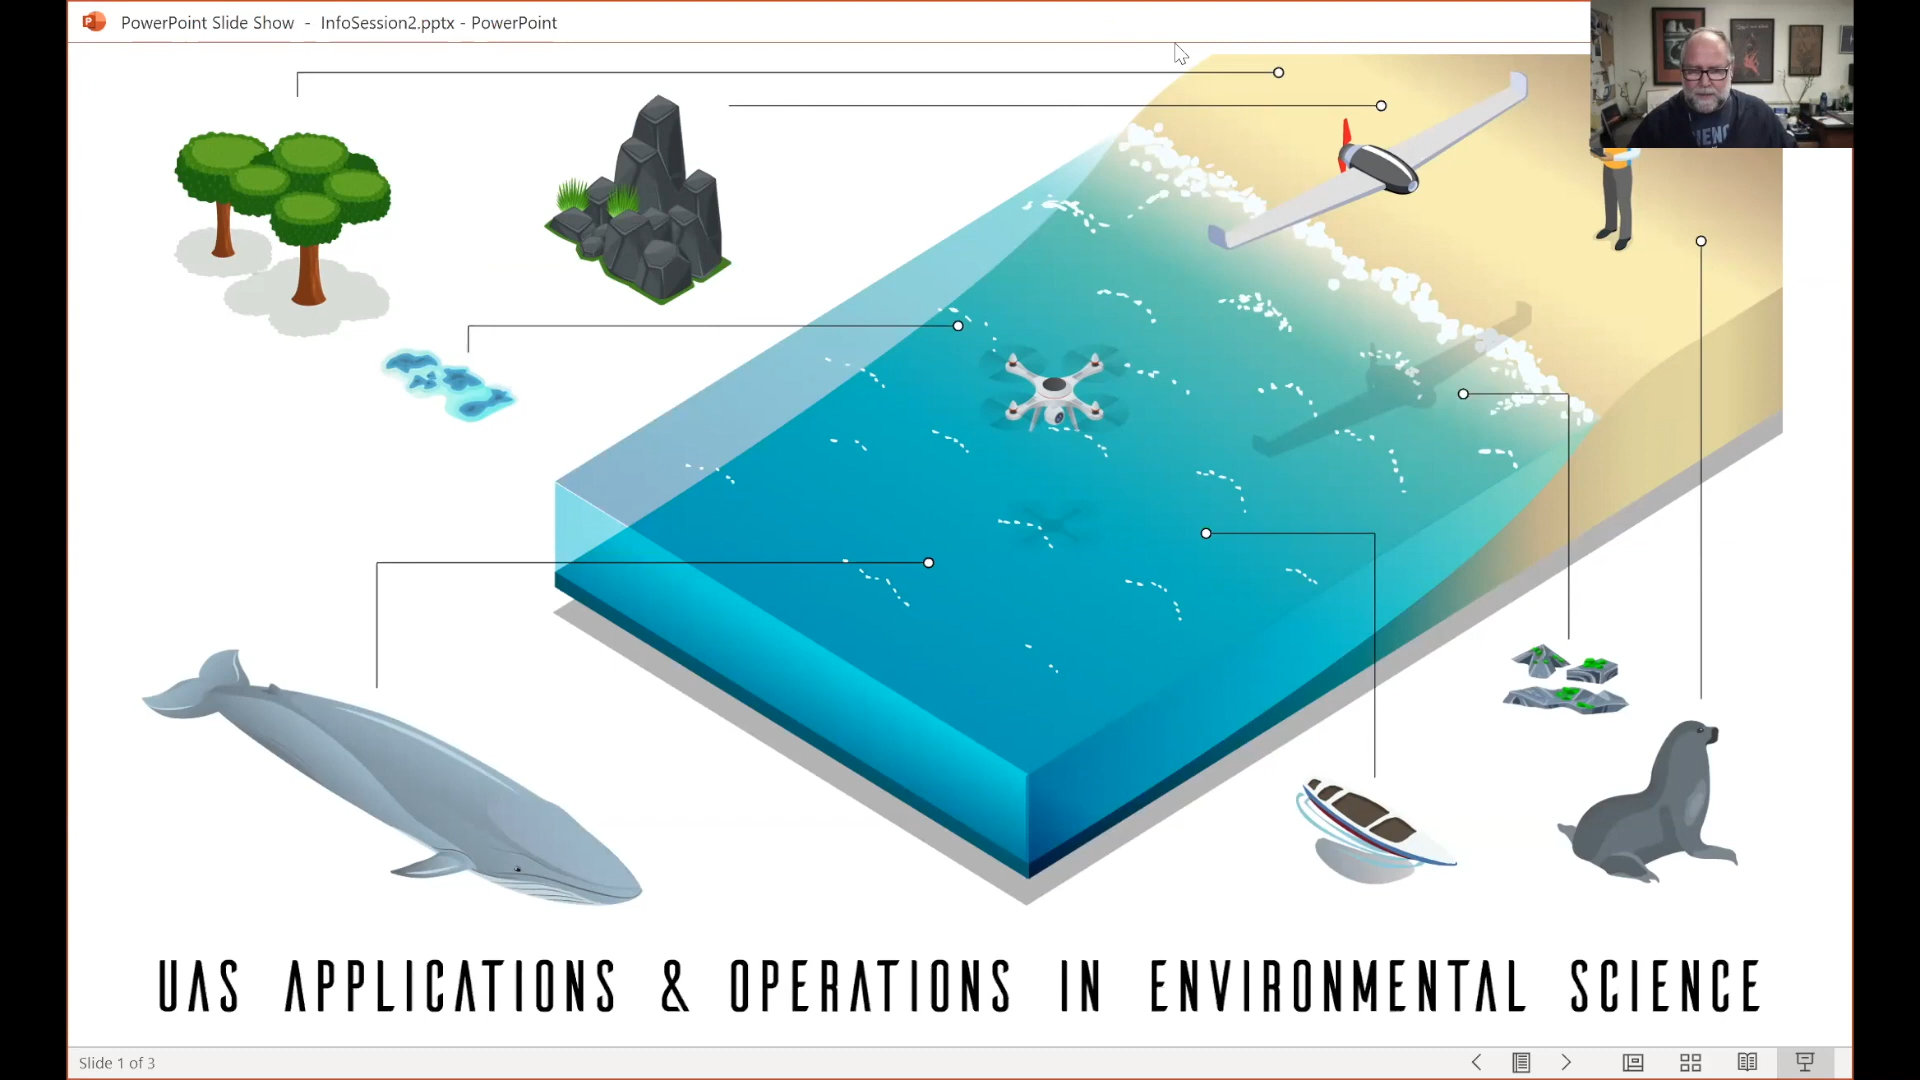 PowerPoint Slide Show - InfoSession2.pptx - PowerPoint
UAS APPLICATIONS & OPERATIONS IN ENVIRONMENTAL SCIENCE
Slide 1 of 3